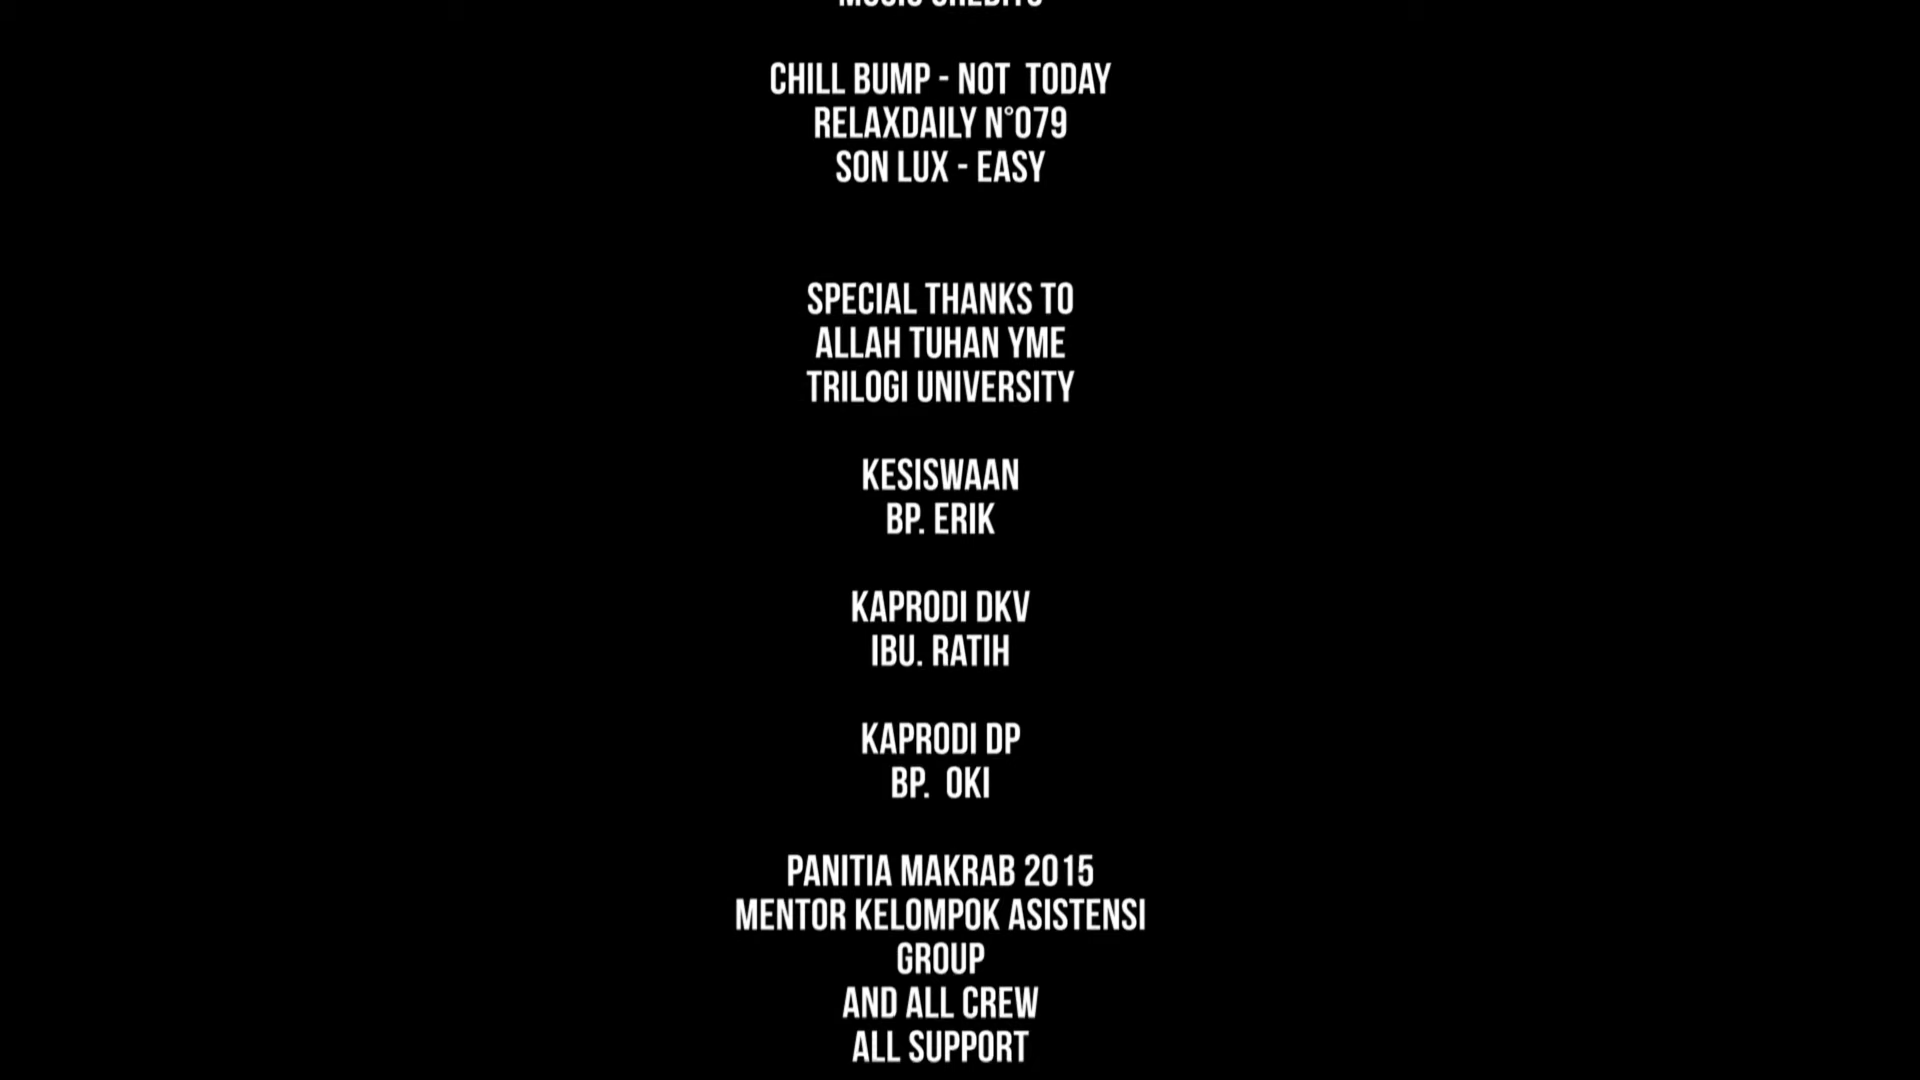 MUSIC CREDITS
CHILL BUMP - NOT  TODAY
RELAXDAILY N°079
SON LUX - EASY
SPECIAL THANKS TO
ALLAH TUHAN YME
TRILOGI UNIVERSITY
KESISWAAN
BP. ERIK
KAPRODI DKV
IBU. RATIH
KAPRODI DP
BP.  OKI
PANITIA MAKRAB 2015
MENTOR KELOMPOK ASISTENSI
GROUP
AND ALL CREW
ALL SUPPORT